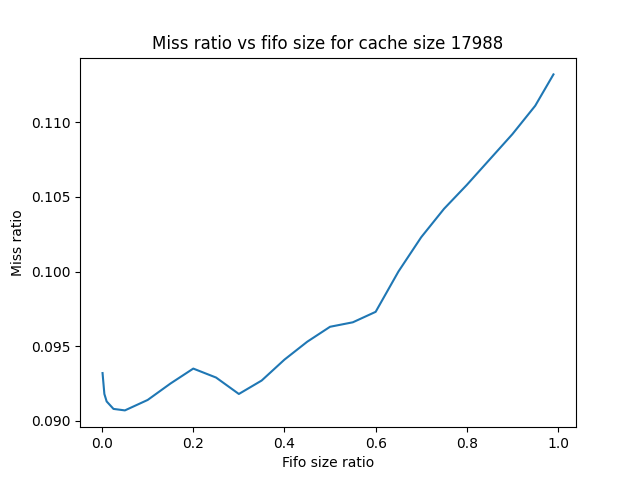 Miss ratio vs fifo size for cache size 17988
0.110
0.105
0.100
0.095
0.090
Miss ratio
0.0 0.2 0.4 0.6 0.8 1.0
Fifo size ratio